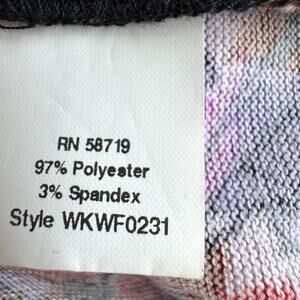 RN 58719
97% Polyester
3% Spandex
Style WKWF0231